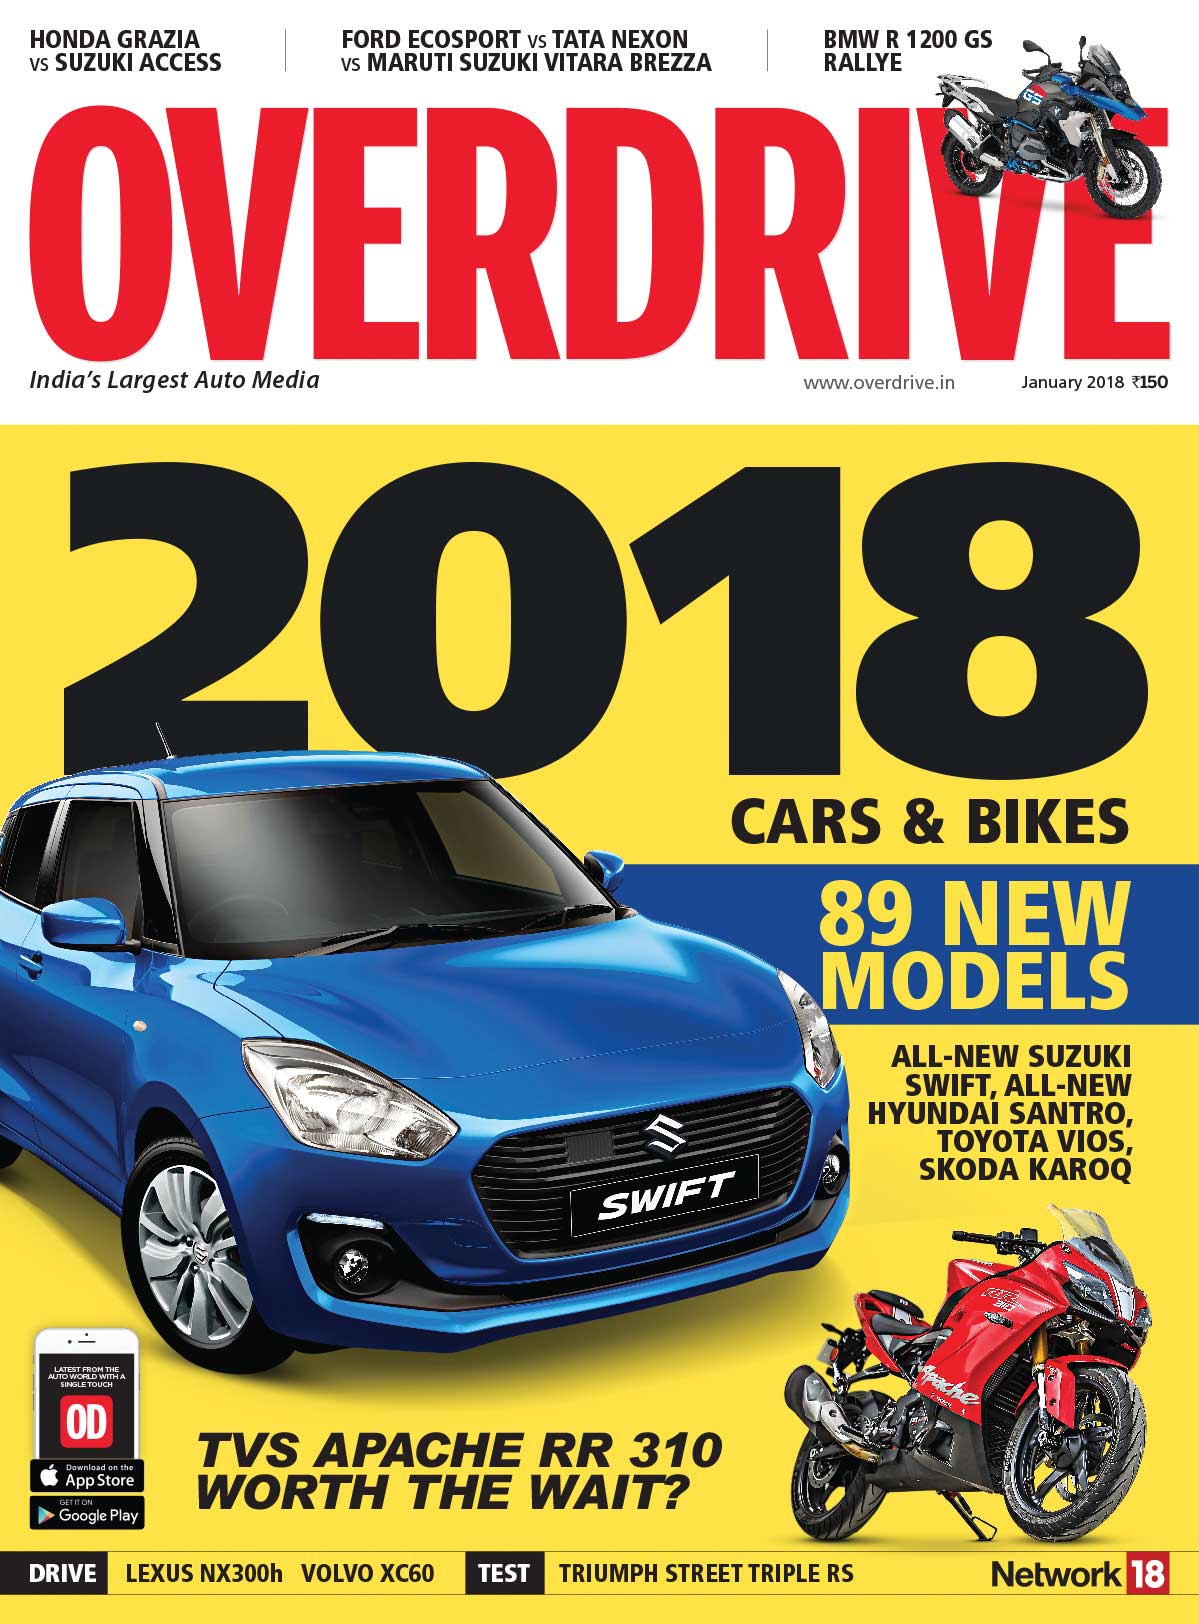 HONDA GRAZIA
VS SUZUKI ACCESS
FORD ECOSPORT VS TATA NEXON
VS MARUTI SUZUKI VITARA BREZZA
BMW R 1200 GS
RALLYE
GS
OVERDRIVE
India's Largest Auto Media
www.overdrive.in
January 2018 ₹150
2018
CARS & BIKES
89 NEW
MODELS
ALL-NEW SUZUKI
SWIFT, ALL-NEW
HYUNDAI SANTRO,
TOYOTA VIOS,
SKODA KAROQ
SWIFT
Apache
LATEST FROM THE
AUTO WORLD WITH A
SINGLE TOUCH
OD
Download on the
App Store
GET IT ON
Google Play
TVS APACHE RR 310
WORTH THE WAIT?
DRIVE LEXUS NX300h VOLVO XC60 TEST TRIUMPH STREET TRIPLE RS
Network 18